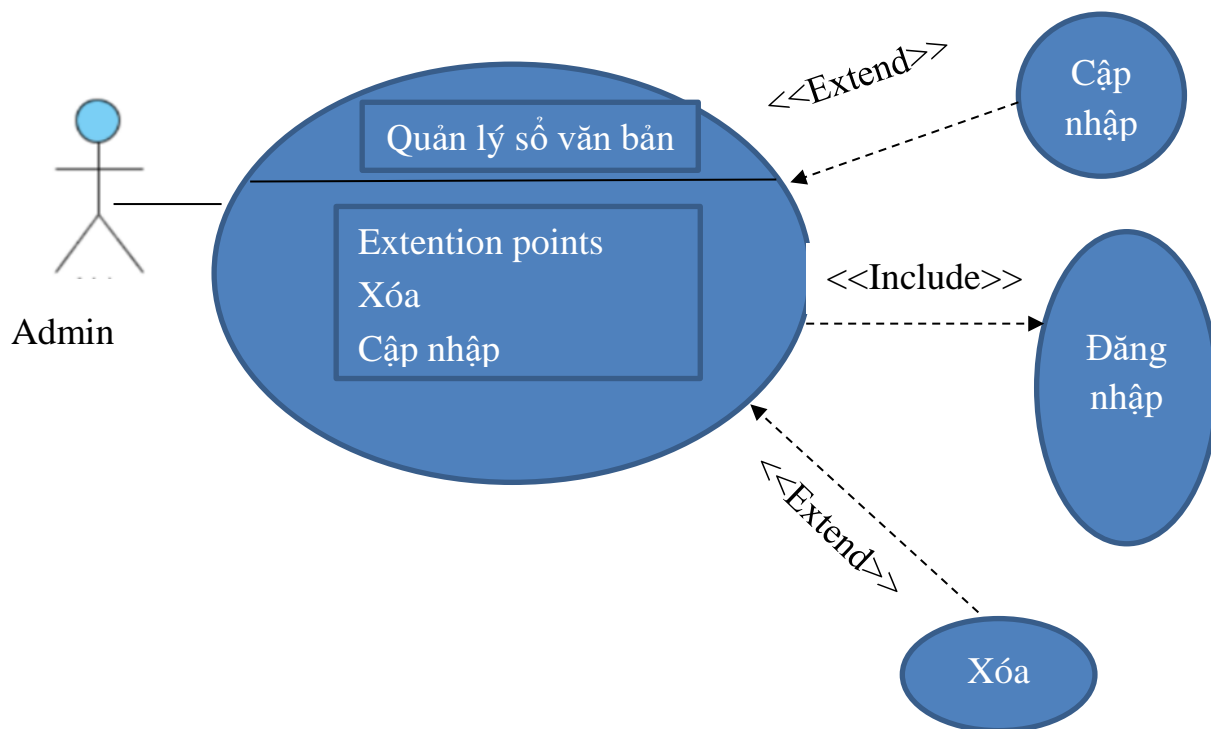 <<Extend>>
Cập
nhập
Quản lý sổ văn bản
Extention points
Xóa
Cập nhập
Admin
<<Include>>
Đăng
nhập
<<Extend>>
Xóa